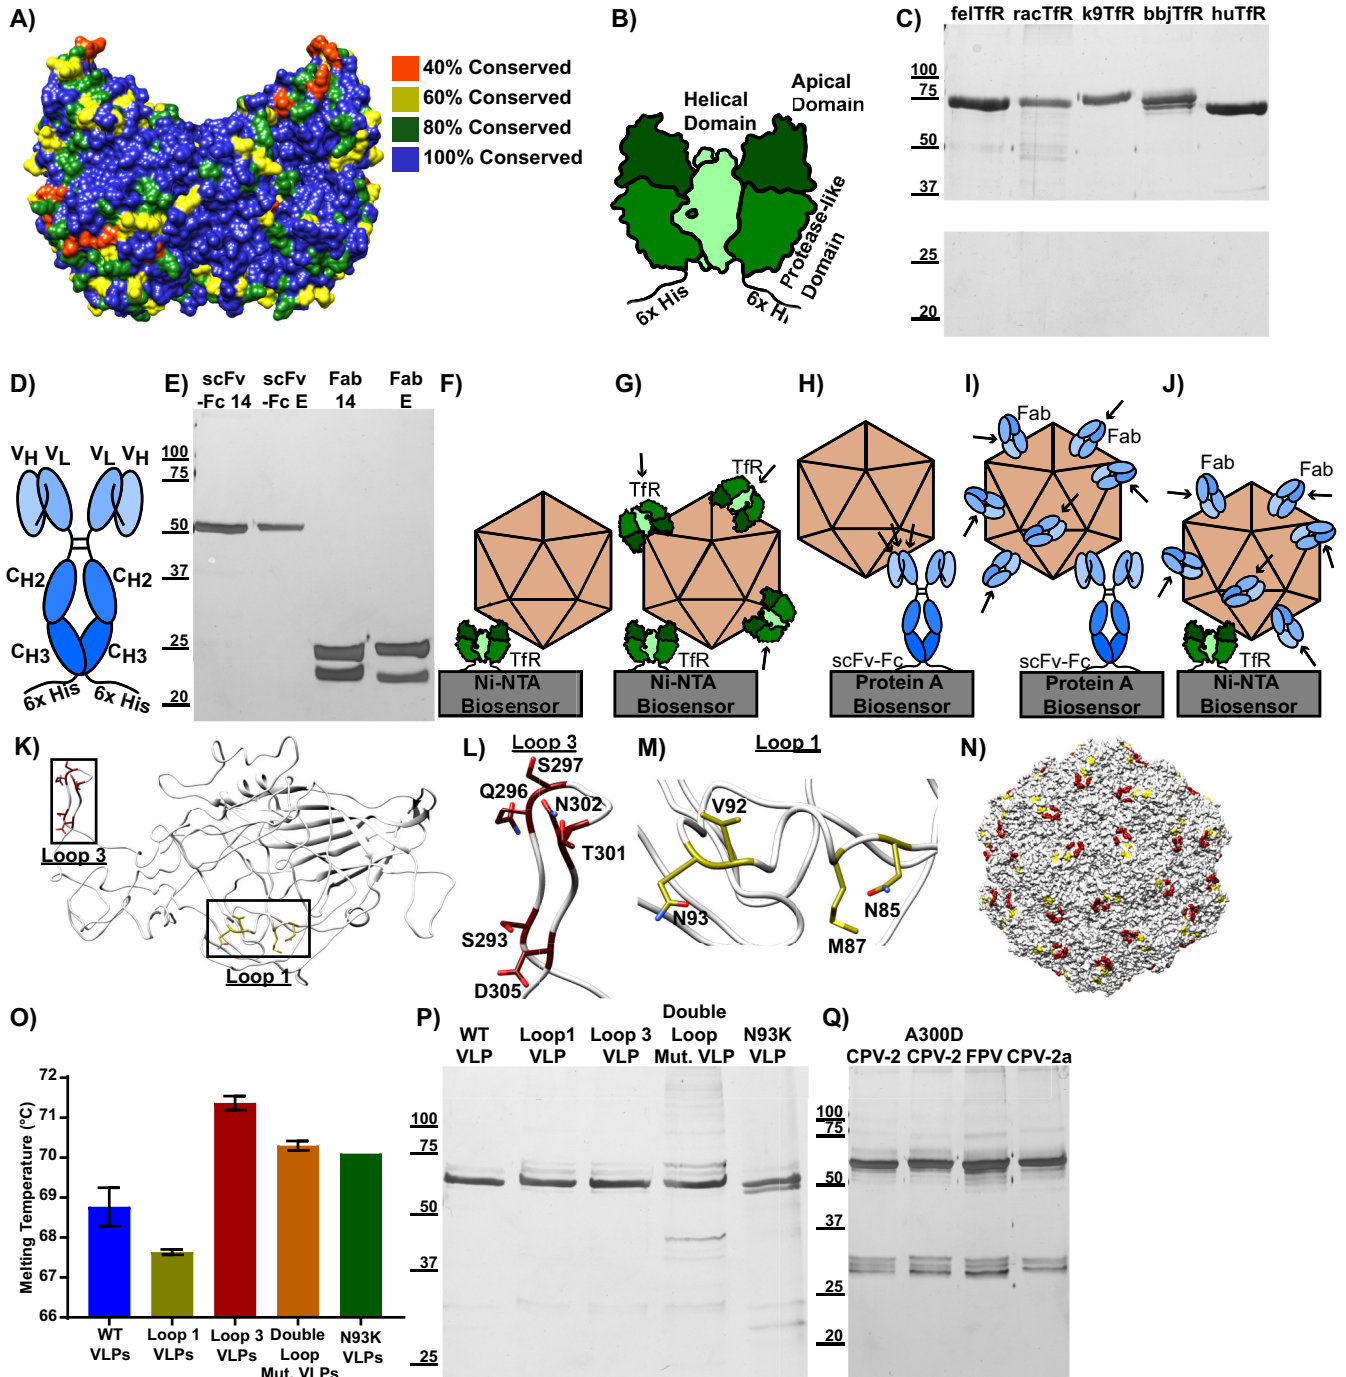 A)
40% Conserved
60% Conserved
80% Conserved
100% Conserved
B)
Helical
Domain
Apical
Domain
Protease-like
Domain
6x His
6x Hi
C)
felTfR racTfR k9TfR bbjTfR huTfR
100
75
50
37
25
20
D)
VH VL VL VH
CH2 CH2
CH3 CH3
6x His 6x His
E)
scFv scFv Fab Fab
-Fc 14 -Fc E 14 E
100
75
50
37
25
20
F)
TfR
Ni-NTA
Biosensor
G)
TfR
TfR
TfR
Ni-NTA
Biosensor
H)
scFv-Fc
Protein A
Biosensor
I)
Fab
Fab
scFv-Fc
Protein A
Biosensor
J)
Fab
Fab
TfR
Ni-NTA
Biosensor
K)
Loop 3
Loop 1
L)
Loop 3
S297
Q296
N302
T301
S293
D305
M)
Loop 1
V92
N93
N85
M87
N)
O)
Melting Temperature (°C)
72
71
70
69
68
67
66
WT
VLPs
Loop 1
VLPs
Loop 3
VLPs
Double
Loop
Mut. VLPs
N93K
VLPs
P)
WT
VLP
Loop1
VLP
Loop 3
VLP
Double
Loop
Mut. VLP
N93K
VLP
100
75
50
37
25
Q)
A300D
CPV-2 CPV-2 FPV CPV-2a
100
75
50
37
25
20